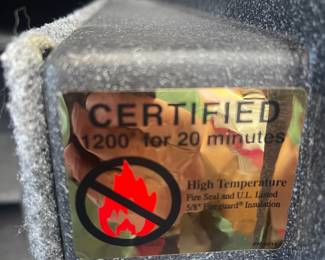 CERTIFIED
1200° for 20 minutes
High Temperature
Fire Seal and U.L. Listed
5/8" Fireguard® Insulation